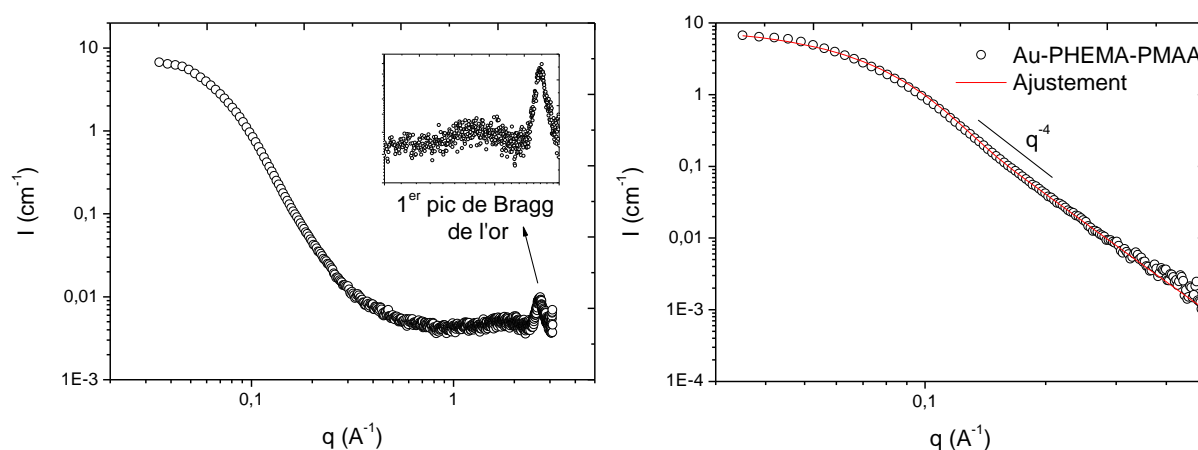 10
1
0,1
0,01
1E-3
I (cm⁻¹)
0,1
1
q (A⁻¹)
1ᵉʳ pic de Bragg
de l'or
10
1
0,1
0,01
1E-3
1E-4
I (cm⁻¹)
0,1
q (A⁻¹)
Au-PHEMA-PMAA
Ajustement
q⁻⁴